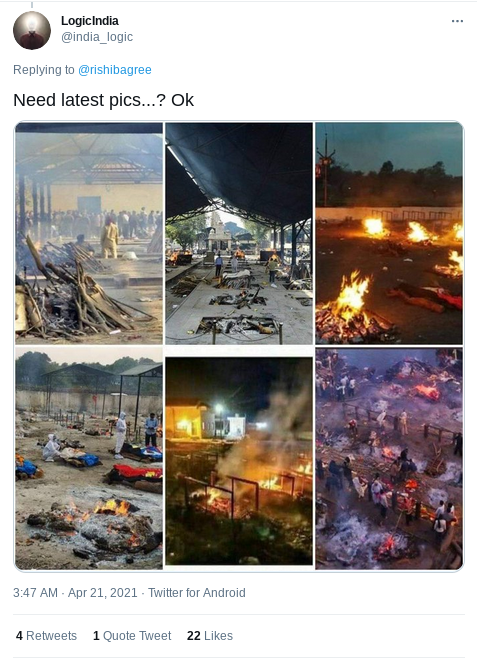 LogicIndia
@india_logic
Replying to @rishibagree
Need latest pics...? Ok
3:47 AM · Apr 21, 2021 · Twitter for Android
4 Retweets 1 Quote Tweet 22 Likes